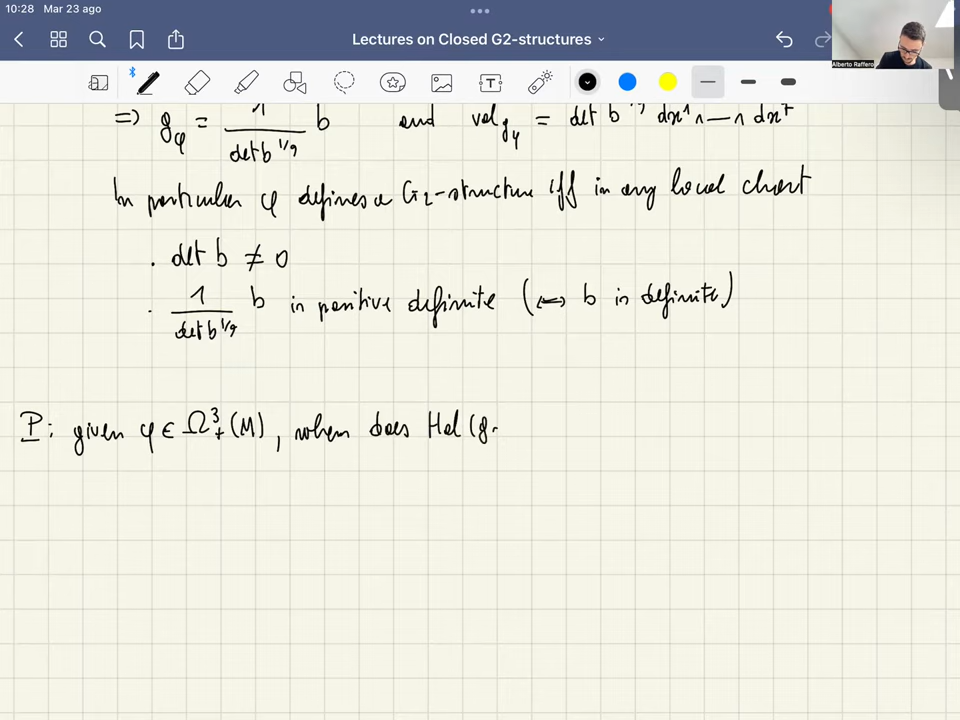 10:28 Mar 23 ago
Lectures on Closed G2-structures
Alberto Raffero
=> g_φ = 1/det b^{1/9} b and vol_{g_φ} = det b^{1/9} dx^1 ∧ — ∧ dx^7
In particular φ defines a G_2-structure iff in any local chart
. det b ≠ 0
. 1/det b^{1/9} b is positive definite (↔ b is definite)
P: given φ ∈ Ω^3_+(M), when does Hol(g